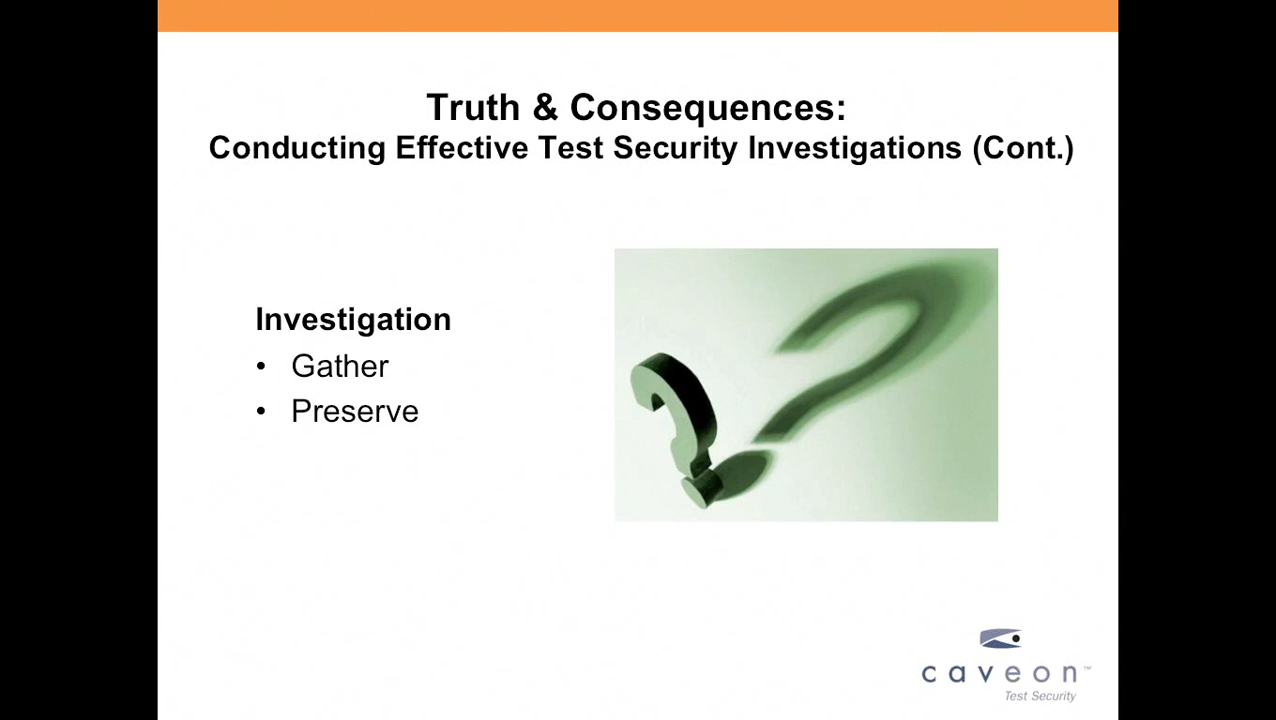 Truth & Consequences:
Conducting Effective Test Security Investigations (Cont.)
Investigation
• Gather
• Preserve
caveon™
Test Security